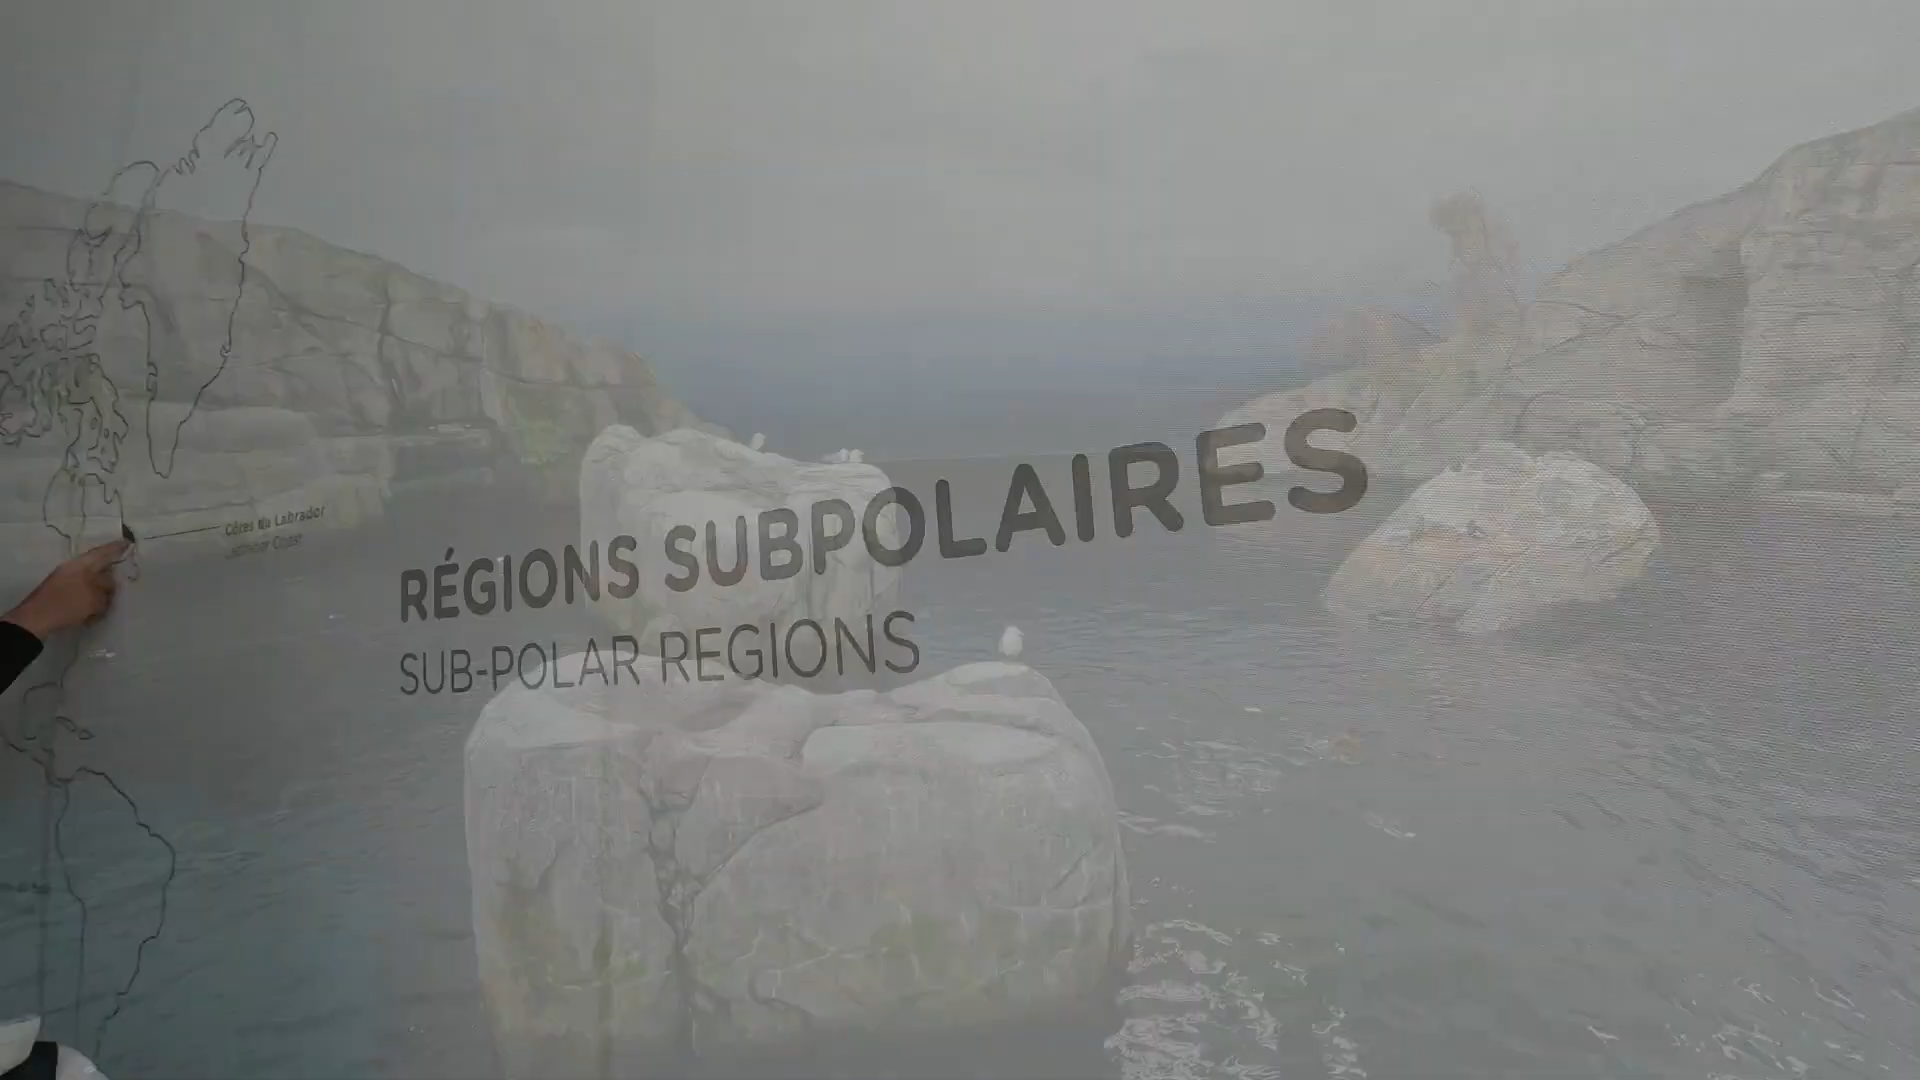 Côtes du Labrador
Labrador Coast
RÉGIONS SUBPOLAIRES
SUB-POLAR REGIONS